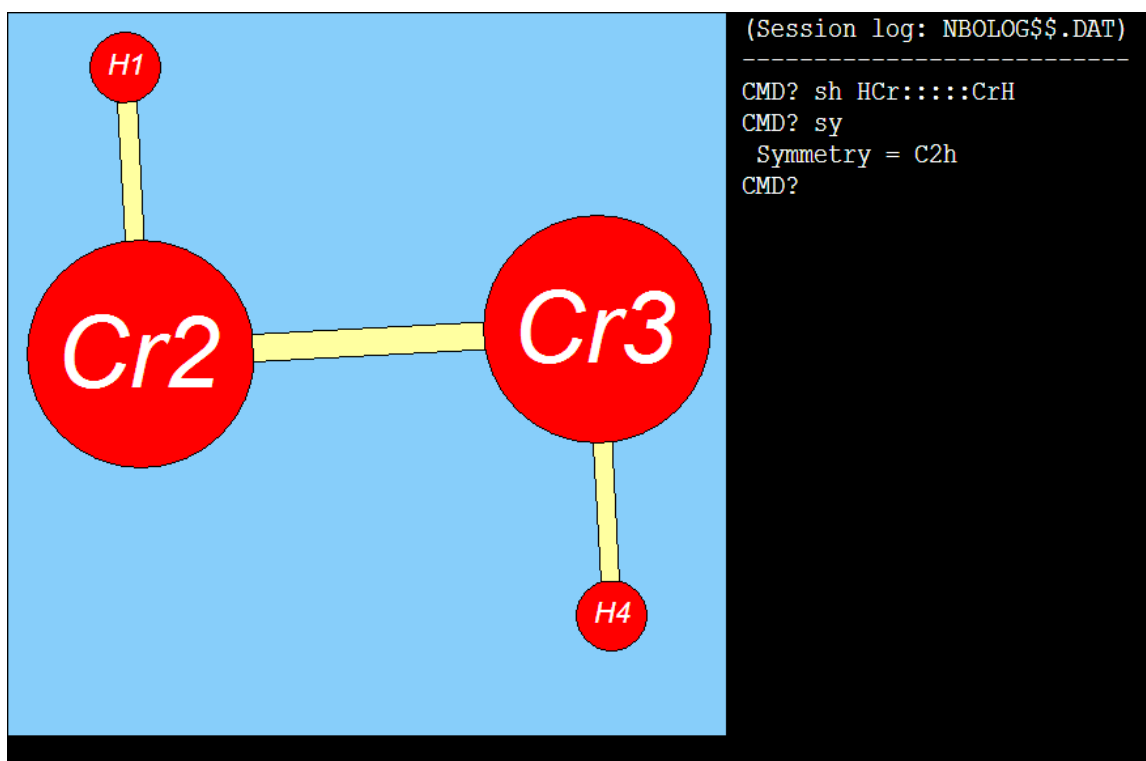 H1
Cr2
Cr3
H4
(Session log: NBOLOG$$.DAT)
---------------------------
CMD? sh HCr:::::CrH
CMD? sy
Symmetry = C2h
CMD?